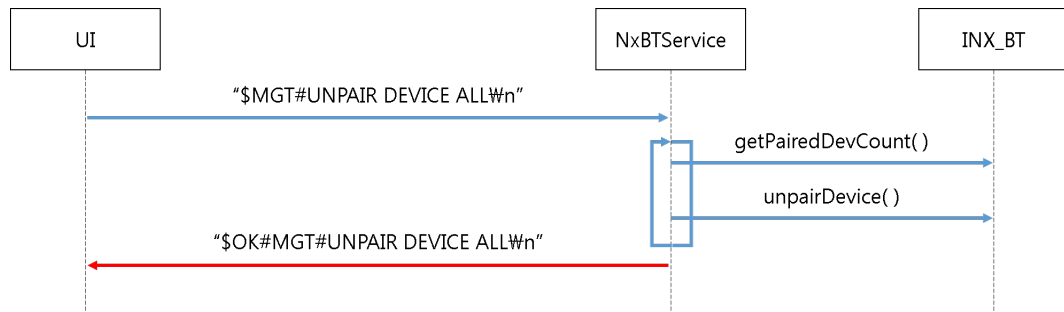 UI
NxBTService
INX_BT
“$MGT#UNPAIR DEVICE ALL₩n”
getPairedDevCount( )
unpairDevice( )
“$OK#MGT#UNPAIR DEVICE ALL₩n”